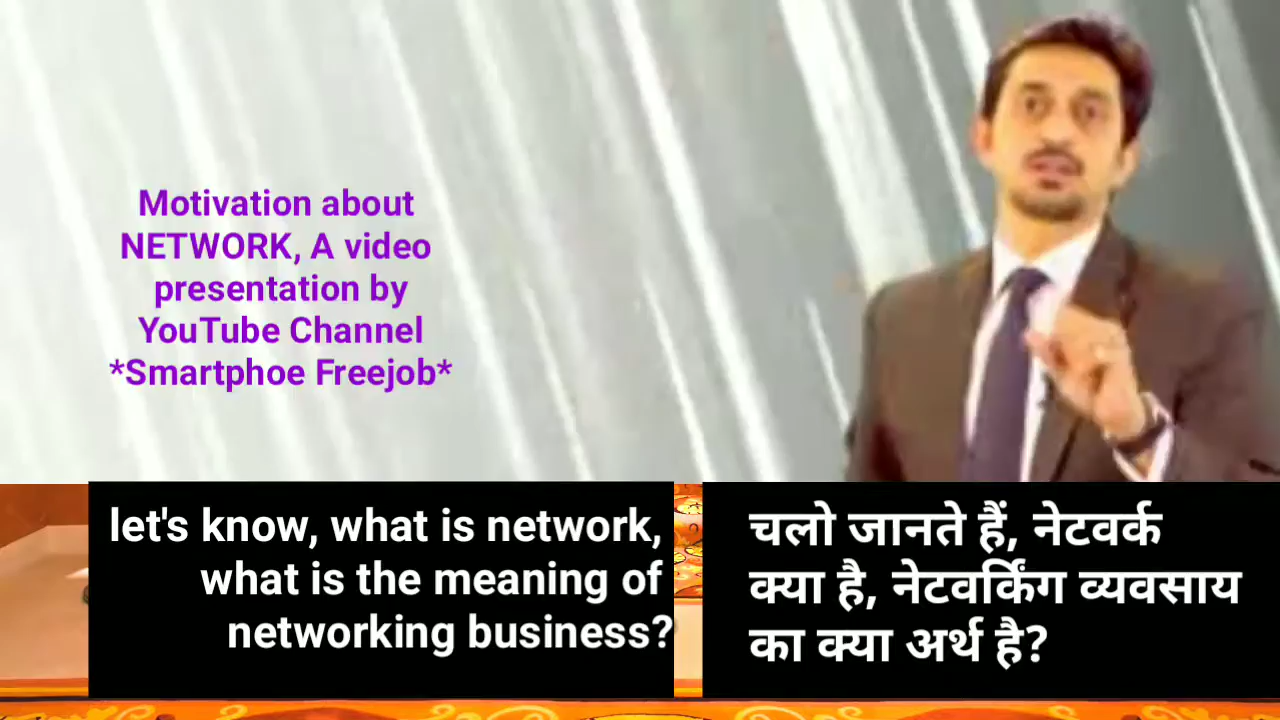 Motivation about
NETWORK, A video
presentation by
YouTube Channel
*Smartphoe Freejob*
let's know, what is network,
what is the meaning of
networking business?
चलो जानते हैं, नेटवर्क
क्या है, नेटवर्किंग व्यवसाय
का क्या अर्थ है?